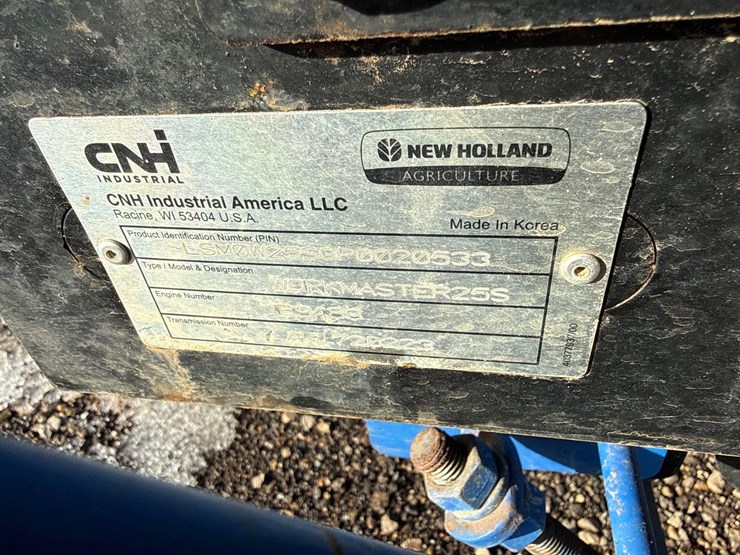 CNH
INDUSTRIAL
NEW HOLLAND
AGRICULTURE
CNH Industrial America LLC
Racine, WI 53404 U.S.A.
Made In Korea
Product Identification Number (PIN)
Type / Model & Designation
WORKMASTER25S
Engine Number
Transmission Number